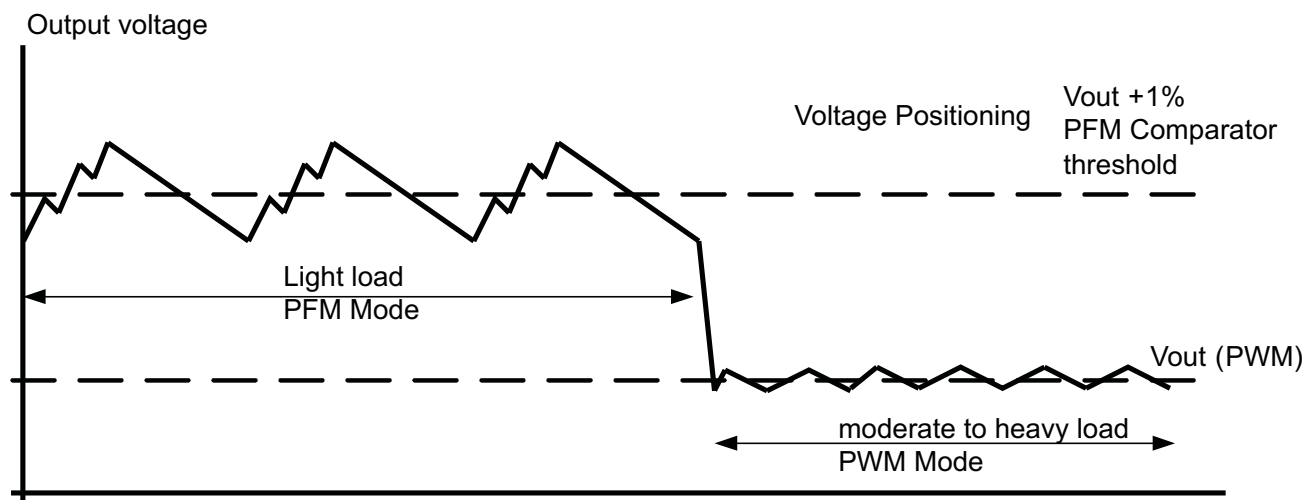 Output voltage
Voltage Positioning
Vout +1%
PFM Comparator
threshold
Light load
PFM Mode
Vout (PWM)
moderate to heavy load
PWM Mode